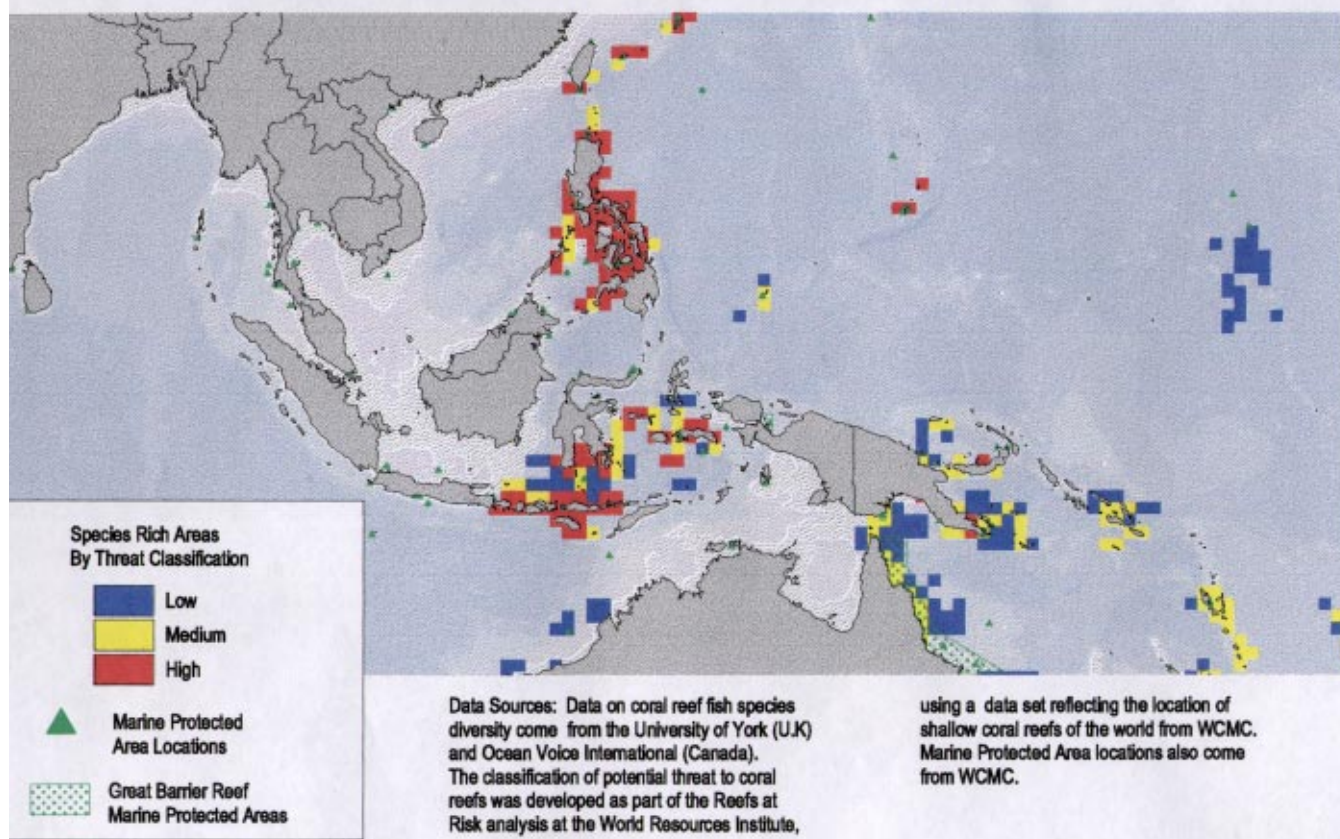 Species Rich Areas
By Threat Classification
Low
Medium
High
Marine Protected
Area Locations
Great Barrier Reef
Marine Protected Areas
Data Sources: Data on coral reef fish species
diversity come from the University of York (U.K)
and Ocean Voice International (Canada).
The classification of potential threat to coral
reefs was developed as part of the Reefs at
Risk analysis at the World Resources Institute,
using a data set reflecting the location of
shallow coral reefs of the world from WCMC.
Marine Protected Area locations also come
from WCMC.